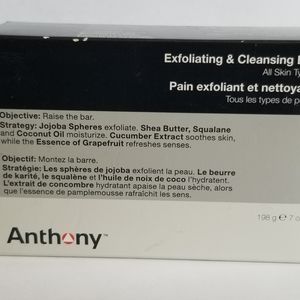 Exfoliating & Cleansing
All Skin
Pain exfoliant et
Tous les types de
Objective: Raise the bar.
Strategy: Jojoba Spheres exfoliate. Shea Butter, Squalane
and Coconut Oil moisturize. Cucumber Extract soothes skin,
while the Essence of Grapefruit refreshes senses.
Objectif: Montez la barre.
Stratégie: Les sphères de jojoba exfolient la peau. Le beurre
de karité, le squalène et l'huile de noix de coco l'hydratent.
L'extrait de concombre hydratant apaise la peau sèche, alors
que l'essence de pamplemousse rafraîchit les sens.
198 g ℮ 7
Anthony™